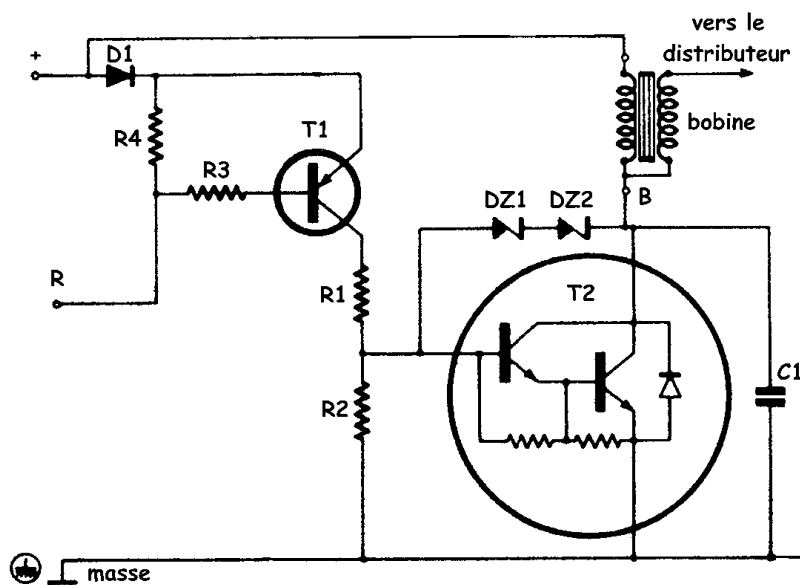 vers le
distributeur
+
D1
bobine
R4
T1
R3
DZ1
DZ2
B
R
R1
T2
C1
R2
masse